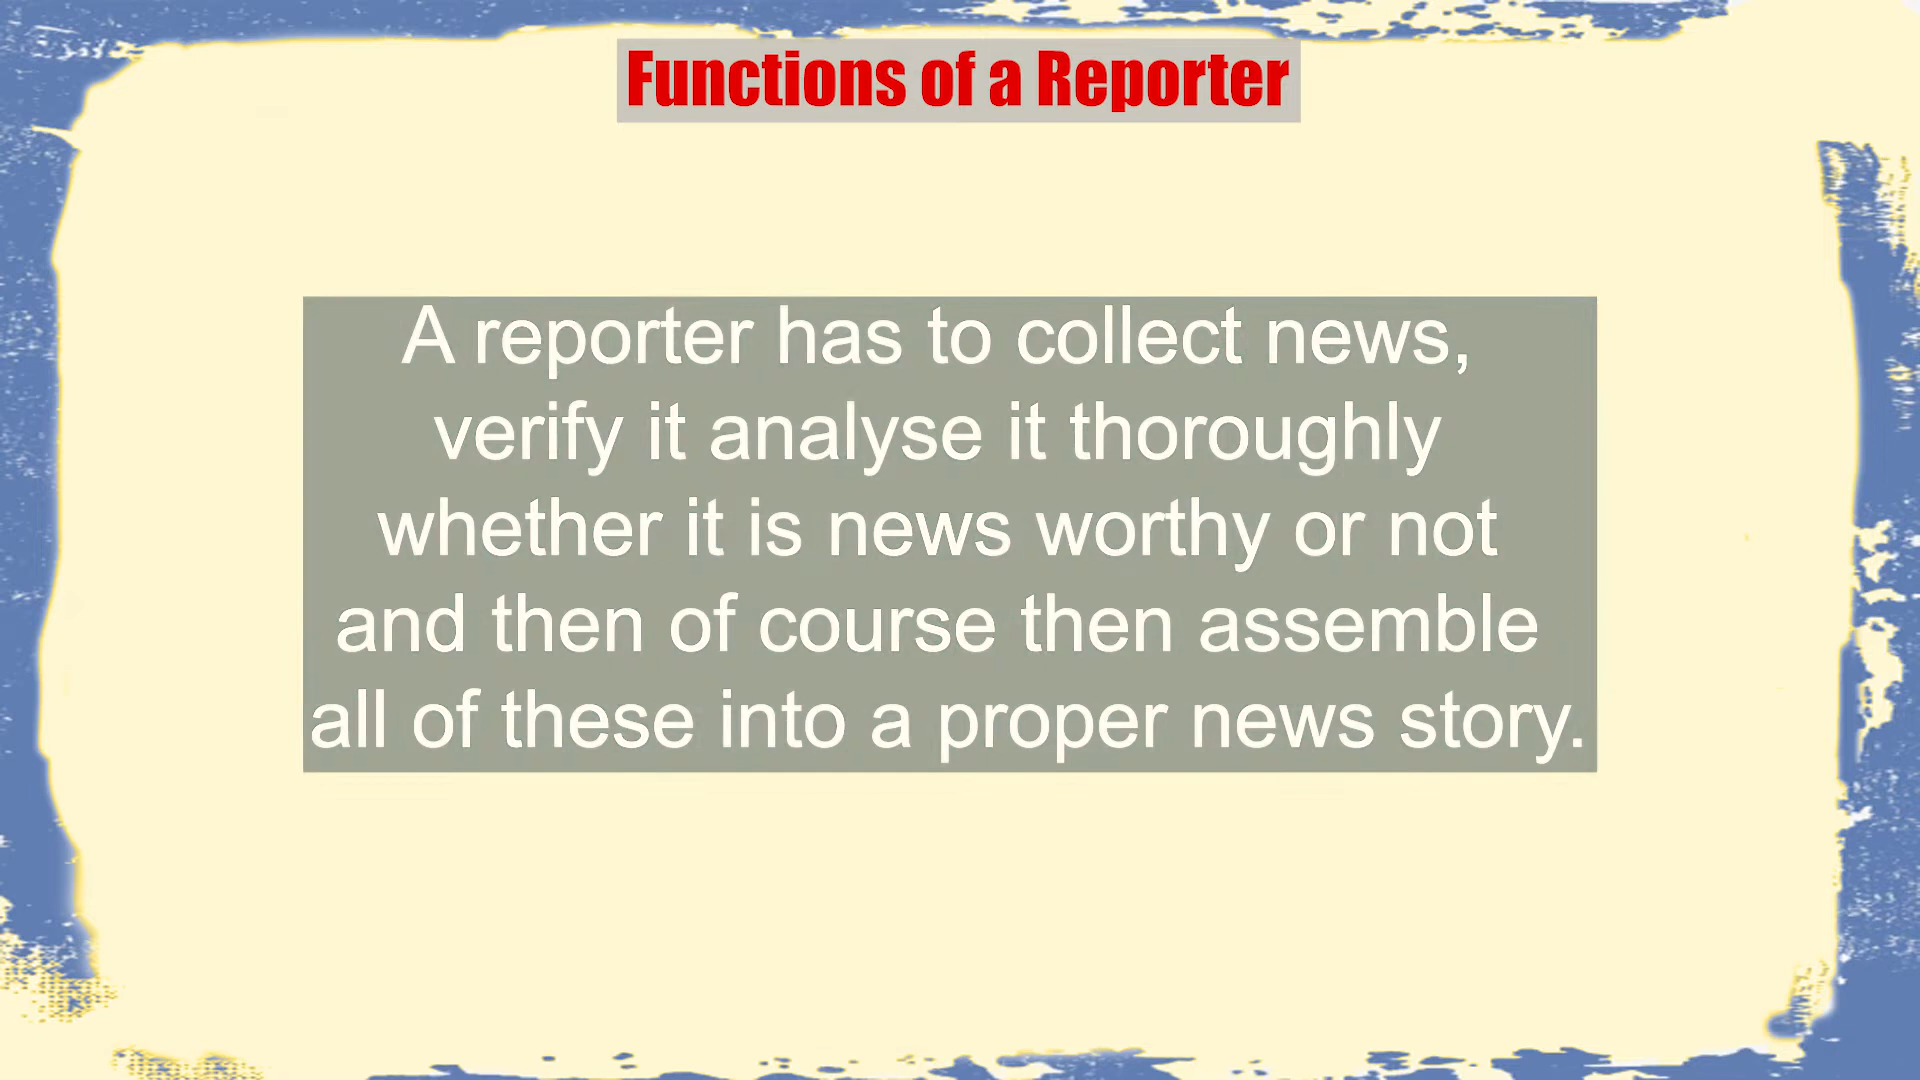 Functions of a Reporter
A reporter has to collect news,
verify it analyse it thoroughly
whether it is news worthy or not
and then of course then assemble
all of these into a proper news story.